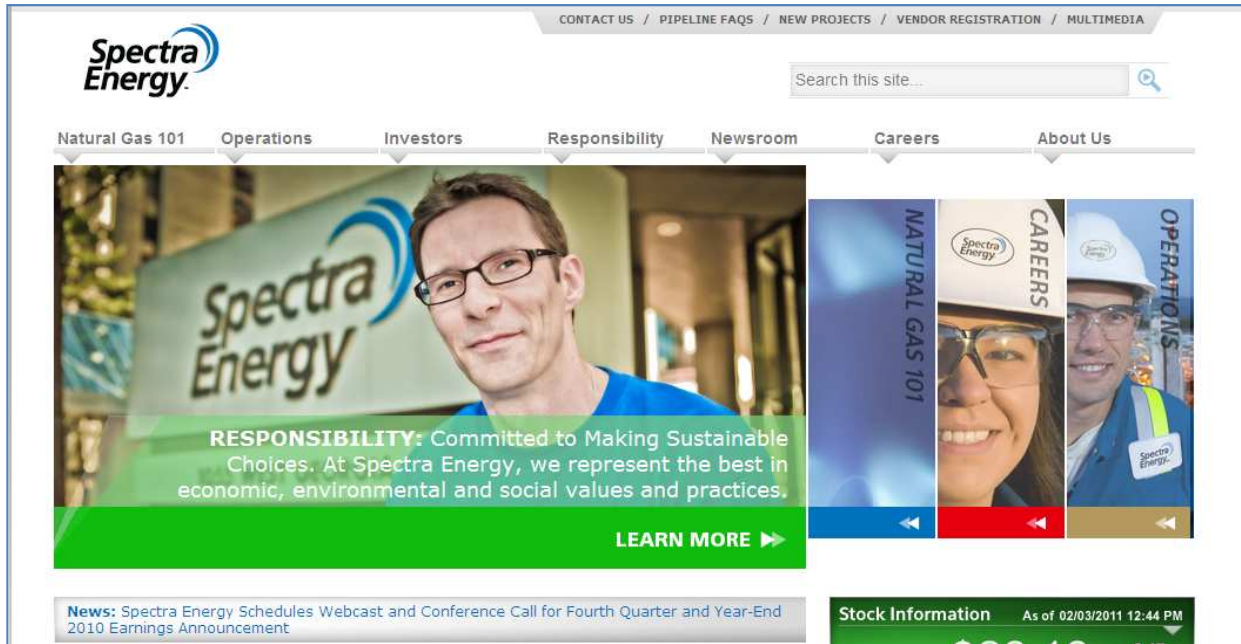 CONTACT US / PIPELINE FAQS / NEW PROJECTS / VENDOR REGISTRATION / MULTIMEDIA
Spectra
Energy.
Search this site...
Natural Gas 101 Operations Investors Responsibility Newsroom Careers About Us
Spectra
Energy
RESPONSIBILITY: Committed to Making Sustainable
Choices. At Spectra Energy, we represent the best in
economic, environmental and social values and practices.
LEARN MORE
NATURAL GAS 101
CAREERS
Spectra
Energy
OPERATIONS
Spectra
Energy
Spectra
Energy.
News: Spectra Energy Schedules Webcast and Conference Call for Fourth Quarter and Year-End
2010 Earnings Announcement
Stock Information As of 02/03/2011 12:44 PM